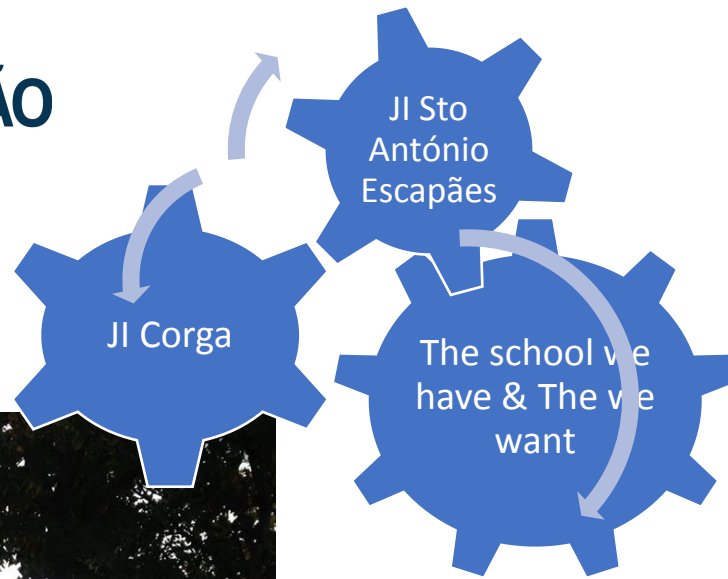 ÃO
JI Sto
António
Escapães
JI Corga
The school we
have & The we
want